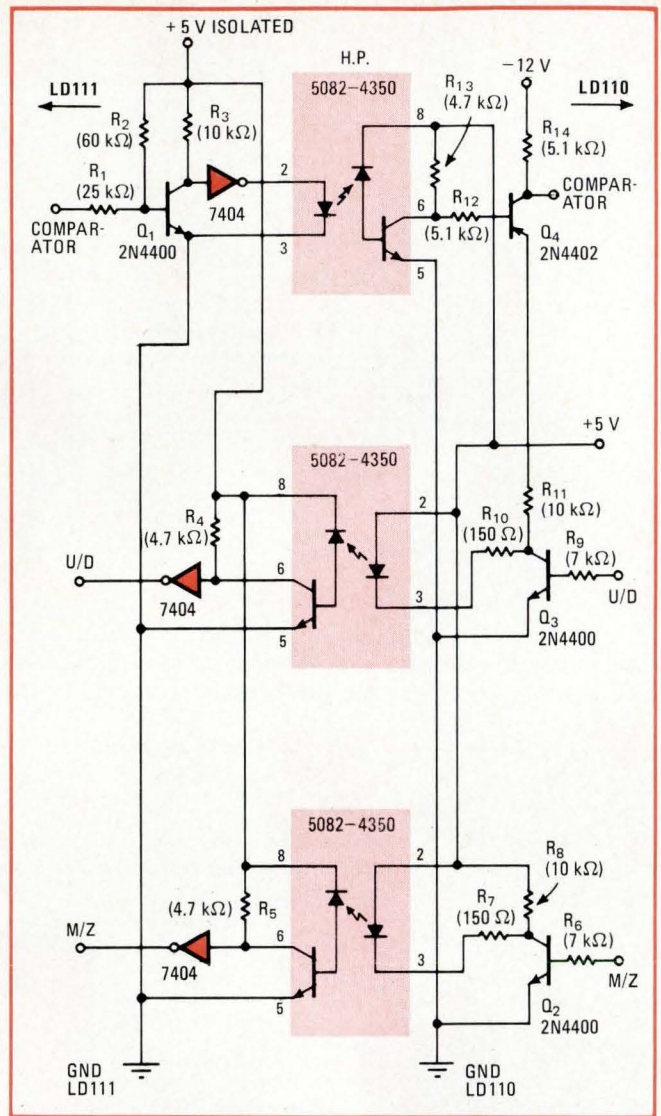 + 5 V ISOLATED
LD111
H.P.
5082-4350
−12 V
LD110
R13
(4.7 kΩ)
R2
(60 kΩ)
R3
(10 kΩ)
8
R14
(5.1 kΩ)
R1
(25 kΩ)
2
7404
6
R12
(5.1 kΩ)
COMPAR-
ATOR
COMPAR-
ATOR
Q1
2N4400
3
5
Q4
2N4402
+5 V
5082-4350
8
2
R4
(4.7 kΩ)
R10
(150 Ω)
R11
(10 kΩ)
R9
(7 kΩ)
U/D
7404
6
3
U/D
5
Q3
2N4400
5082-4350
8
2
R8
(10 kΩ)
(4.7 kΩ)
R5
R7
(150 Ω)
R6
(7 kΩ)
M/Z
7404
6
3
M/Z
5
Q2
2N4400
GND
LD111
GND
LD110